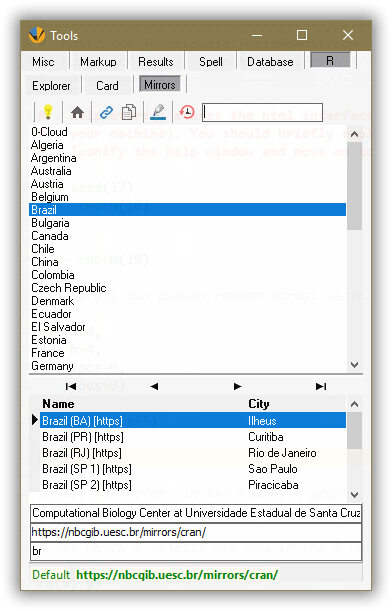 Tools
Misc Markup Results Spell Database R
Explorer Card Mirrors
0-Cloud
Algeria
Argentina
Australia
Austria
Belgium
Brazil
Bulgaria
Canada
Chile
China
Colombia
Czech Republic
Denmark
Ecuador
El Salvador
Estonia
France
Germany
Name City
Brazil (BA) [https] Ilheus
Brazil (PR) [https] Curitiba
Brazil (RJ) [https] Rio de Janeiro
Brazil (SP 1) [https] Sao Paulo
Brazil (SP 2) [https] Piracicaba
Computational Biology Center at Universidade Estadual de Santa Cruz
https://nbcgib.uesc.br/mirrors/cran/
br
Default https://nbcgib.uesc.br/mirrors/cran/